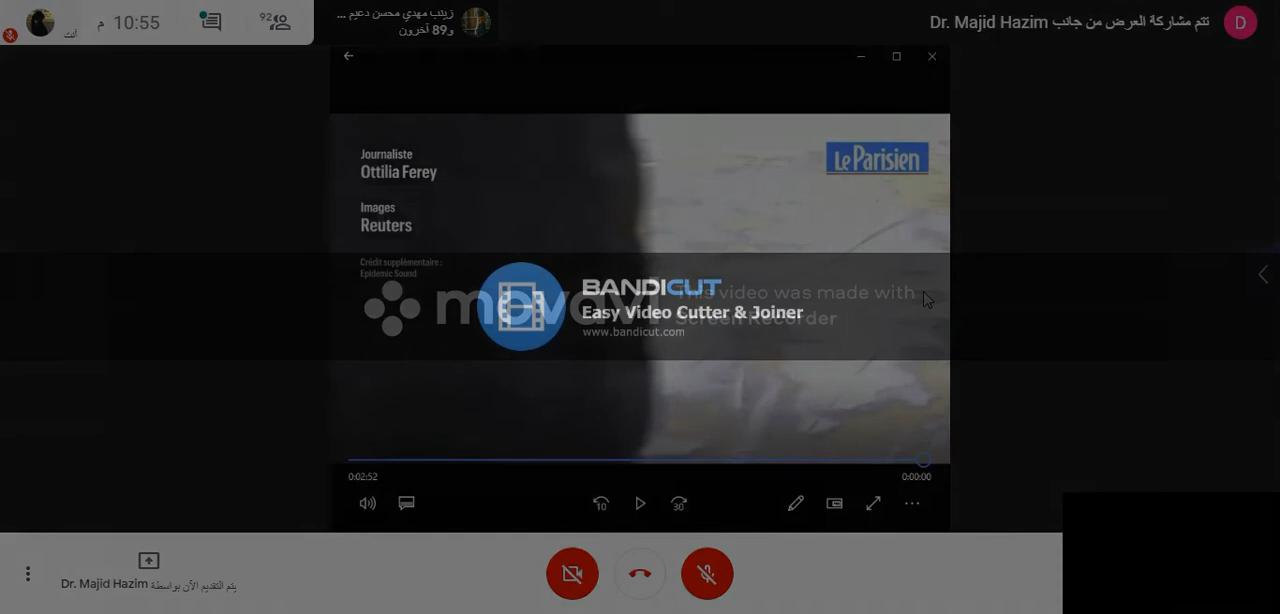 أنت
10:55 م
92
زينب مهدي محسن دعيم ...
و89 آخرون
تتم مشاركة العرض من جانب Dr. Majid Hazim
D
Journaliste
Ottilia Ferey
Le Parisien
Images
Reuters
Crédit supplémentaire :
Epidemic Sound
movavi
This video was made with
Screen Recorder
BANDICUT
Easy Video Cutter & Joiner
www.bandicut.com
0:02:52
0:00:00
10
30
يتم التقديم الآن بواسطة Dr. Majid Hazim